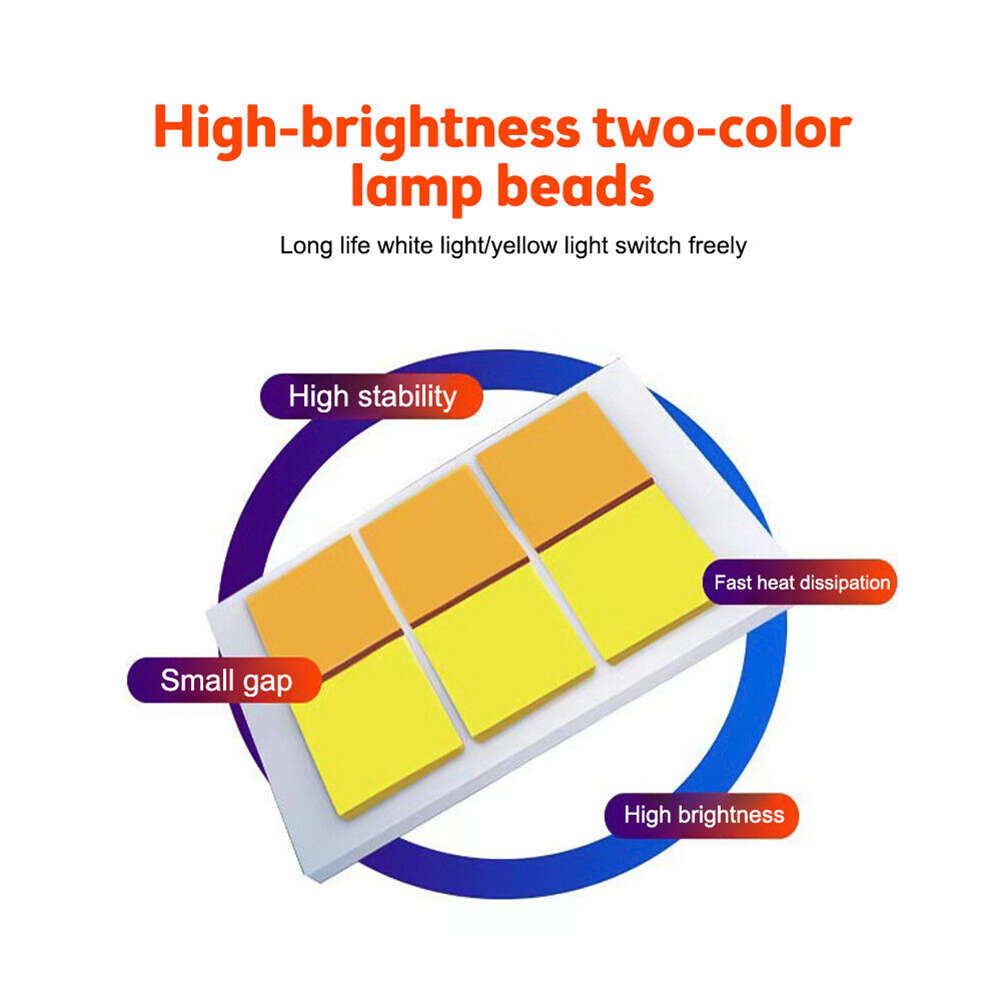 High-brightness two-color
lamp beads
Long life white light/yellow light switch freely
High stability
Fast heat dissipation
Small gap
High brightness